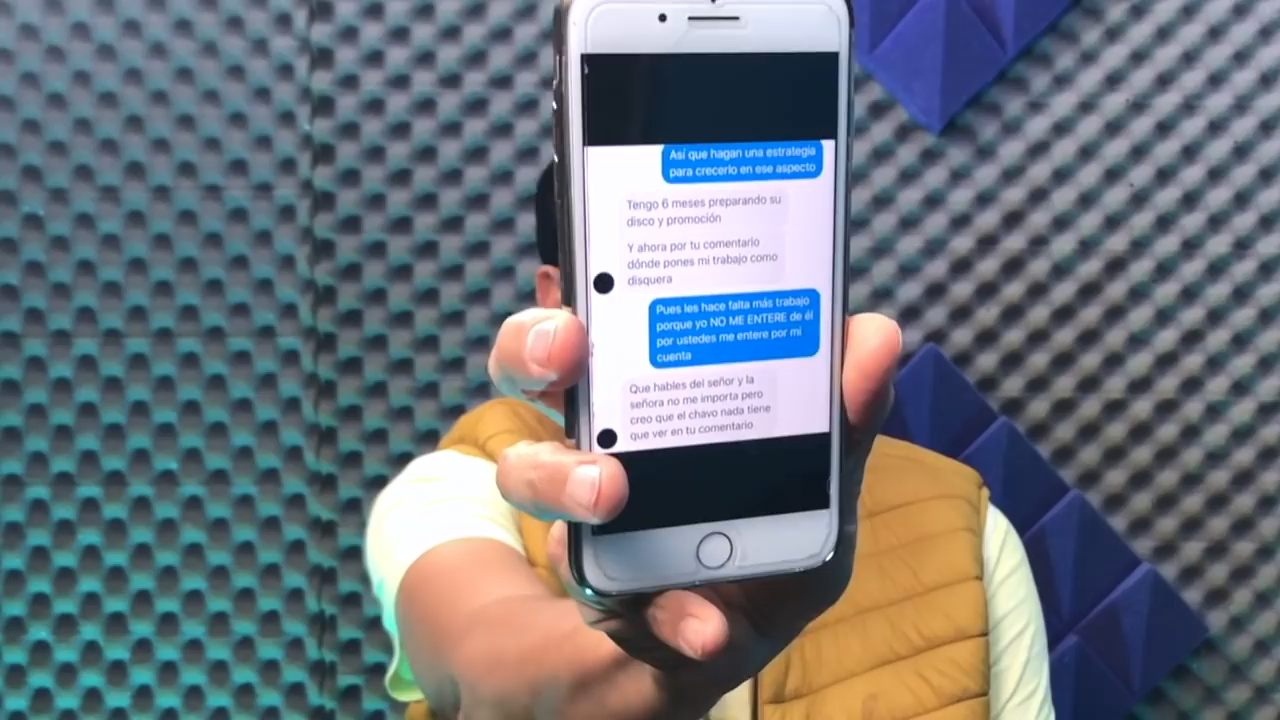 Así que hagan una estrategia
para crecerlo en ese aspecto
Tengo 6 meses preparando su
disco y promoción
Y ahora por tu comentario
dónde pones mi trabajo como
disquera
Pues les hace falta más trabajo
porque yo NO ME ENTERE de él
por ustedes me entere por mi
cuenta
Que hables del señor y la
señora no me importa pero
creo que el chavo nada tiene
que ver en tu comentario